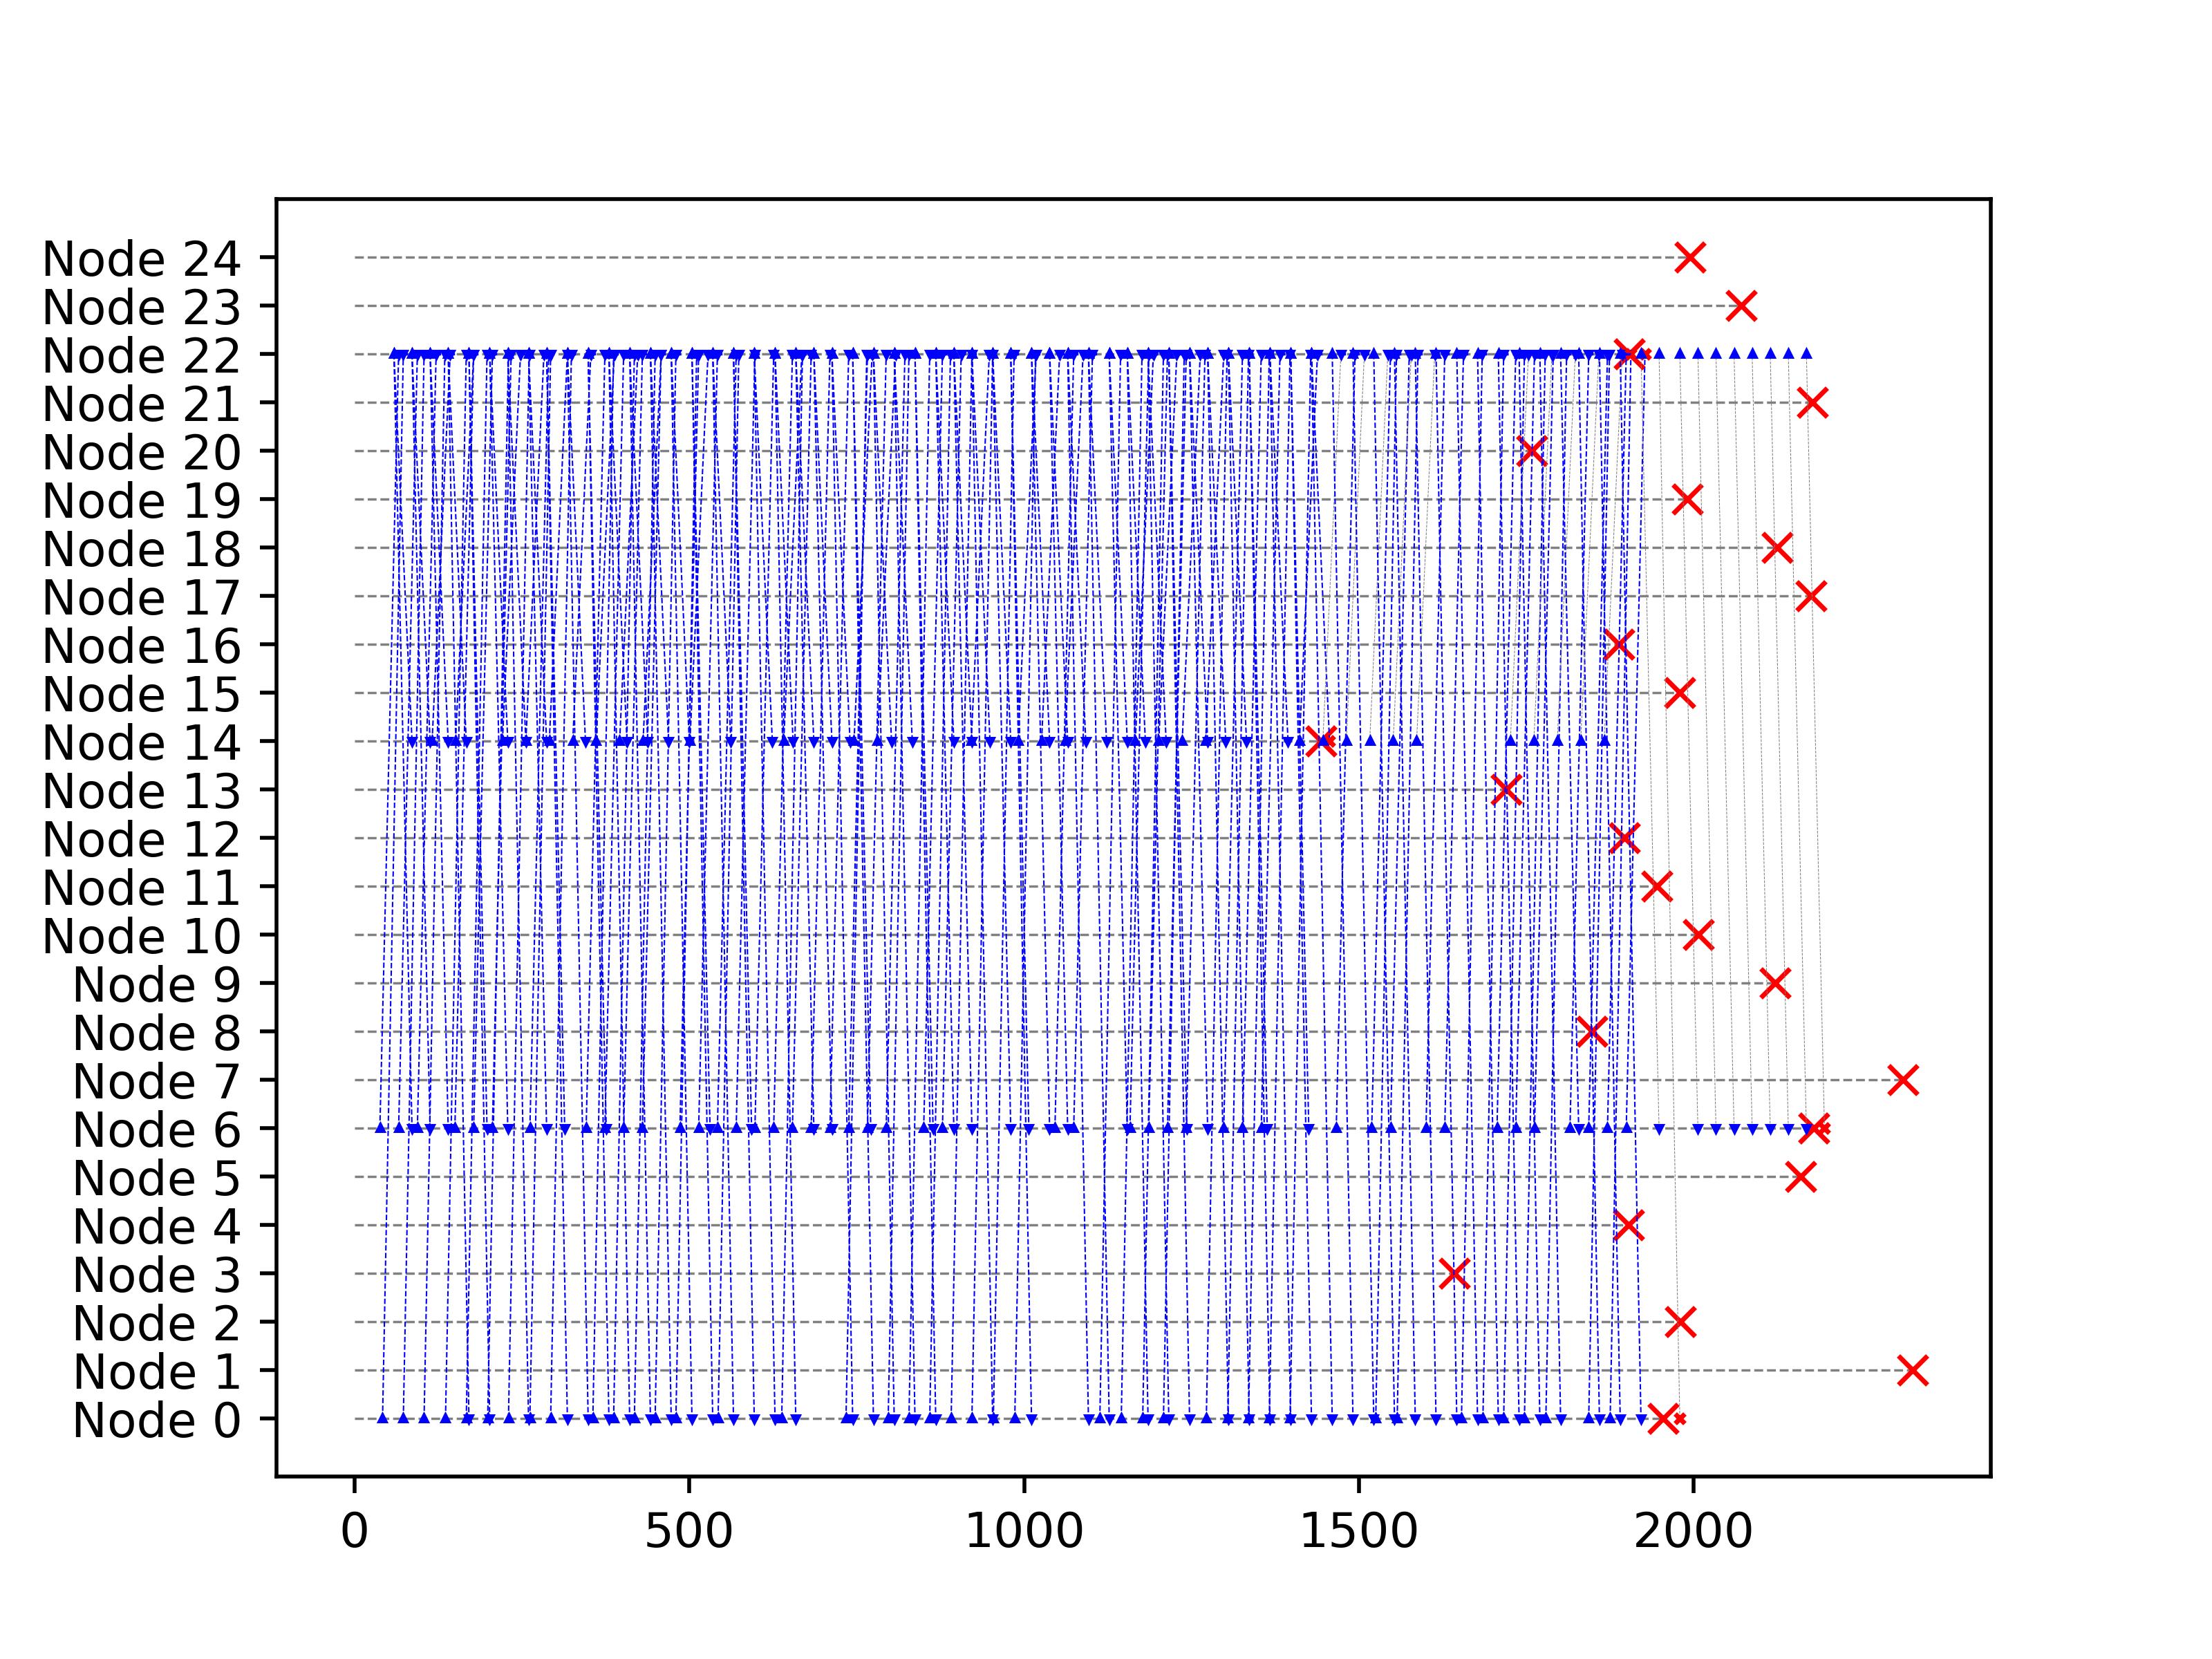 Node 24
Node 23
Node 22
Node 21
Node 20
Node 19
Node 18
Node 17
Node 16
Node 15
Node 14
Node 13
Node 12
Node 11
Node 10
Node 9
Node 8
Node 7
Node 6
Node 5
Node 4
Node 3
Node 2
Node 1
Node 0
0 500 1000 1500 2000